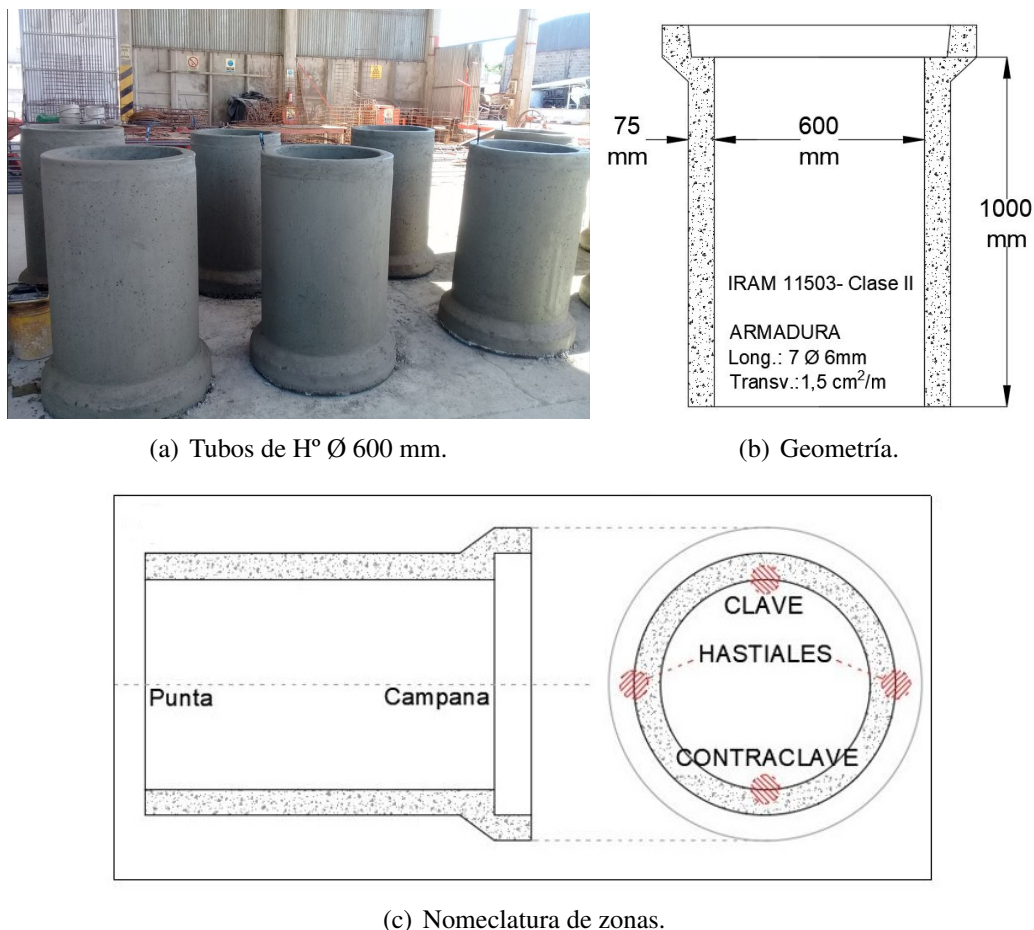 75
mm
600
mm
1000
mm
IRAM 11503- Clase II
ARMADURA
Long.: 7 Ø 6mm
Transv.:1,5 cm²/m
(a) Tubos de Hº Ø 600 mm.
(b) Geometría.
CLAVE
HASTIALES
Punta
Campana
CONTRACLAVE
(c) Nomeclatura de zonas.